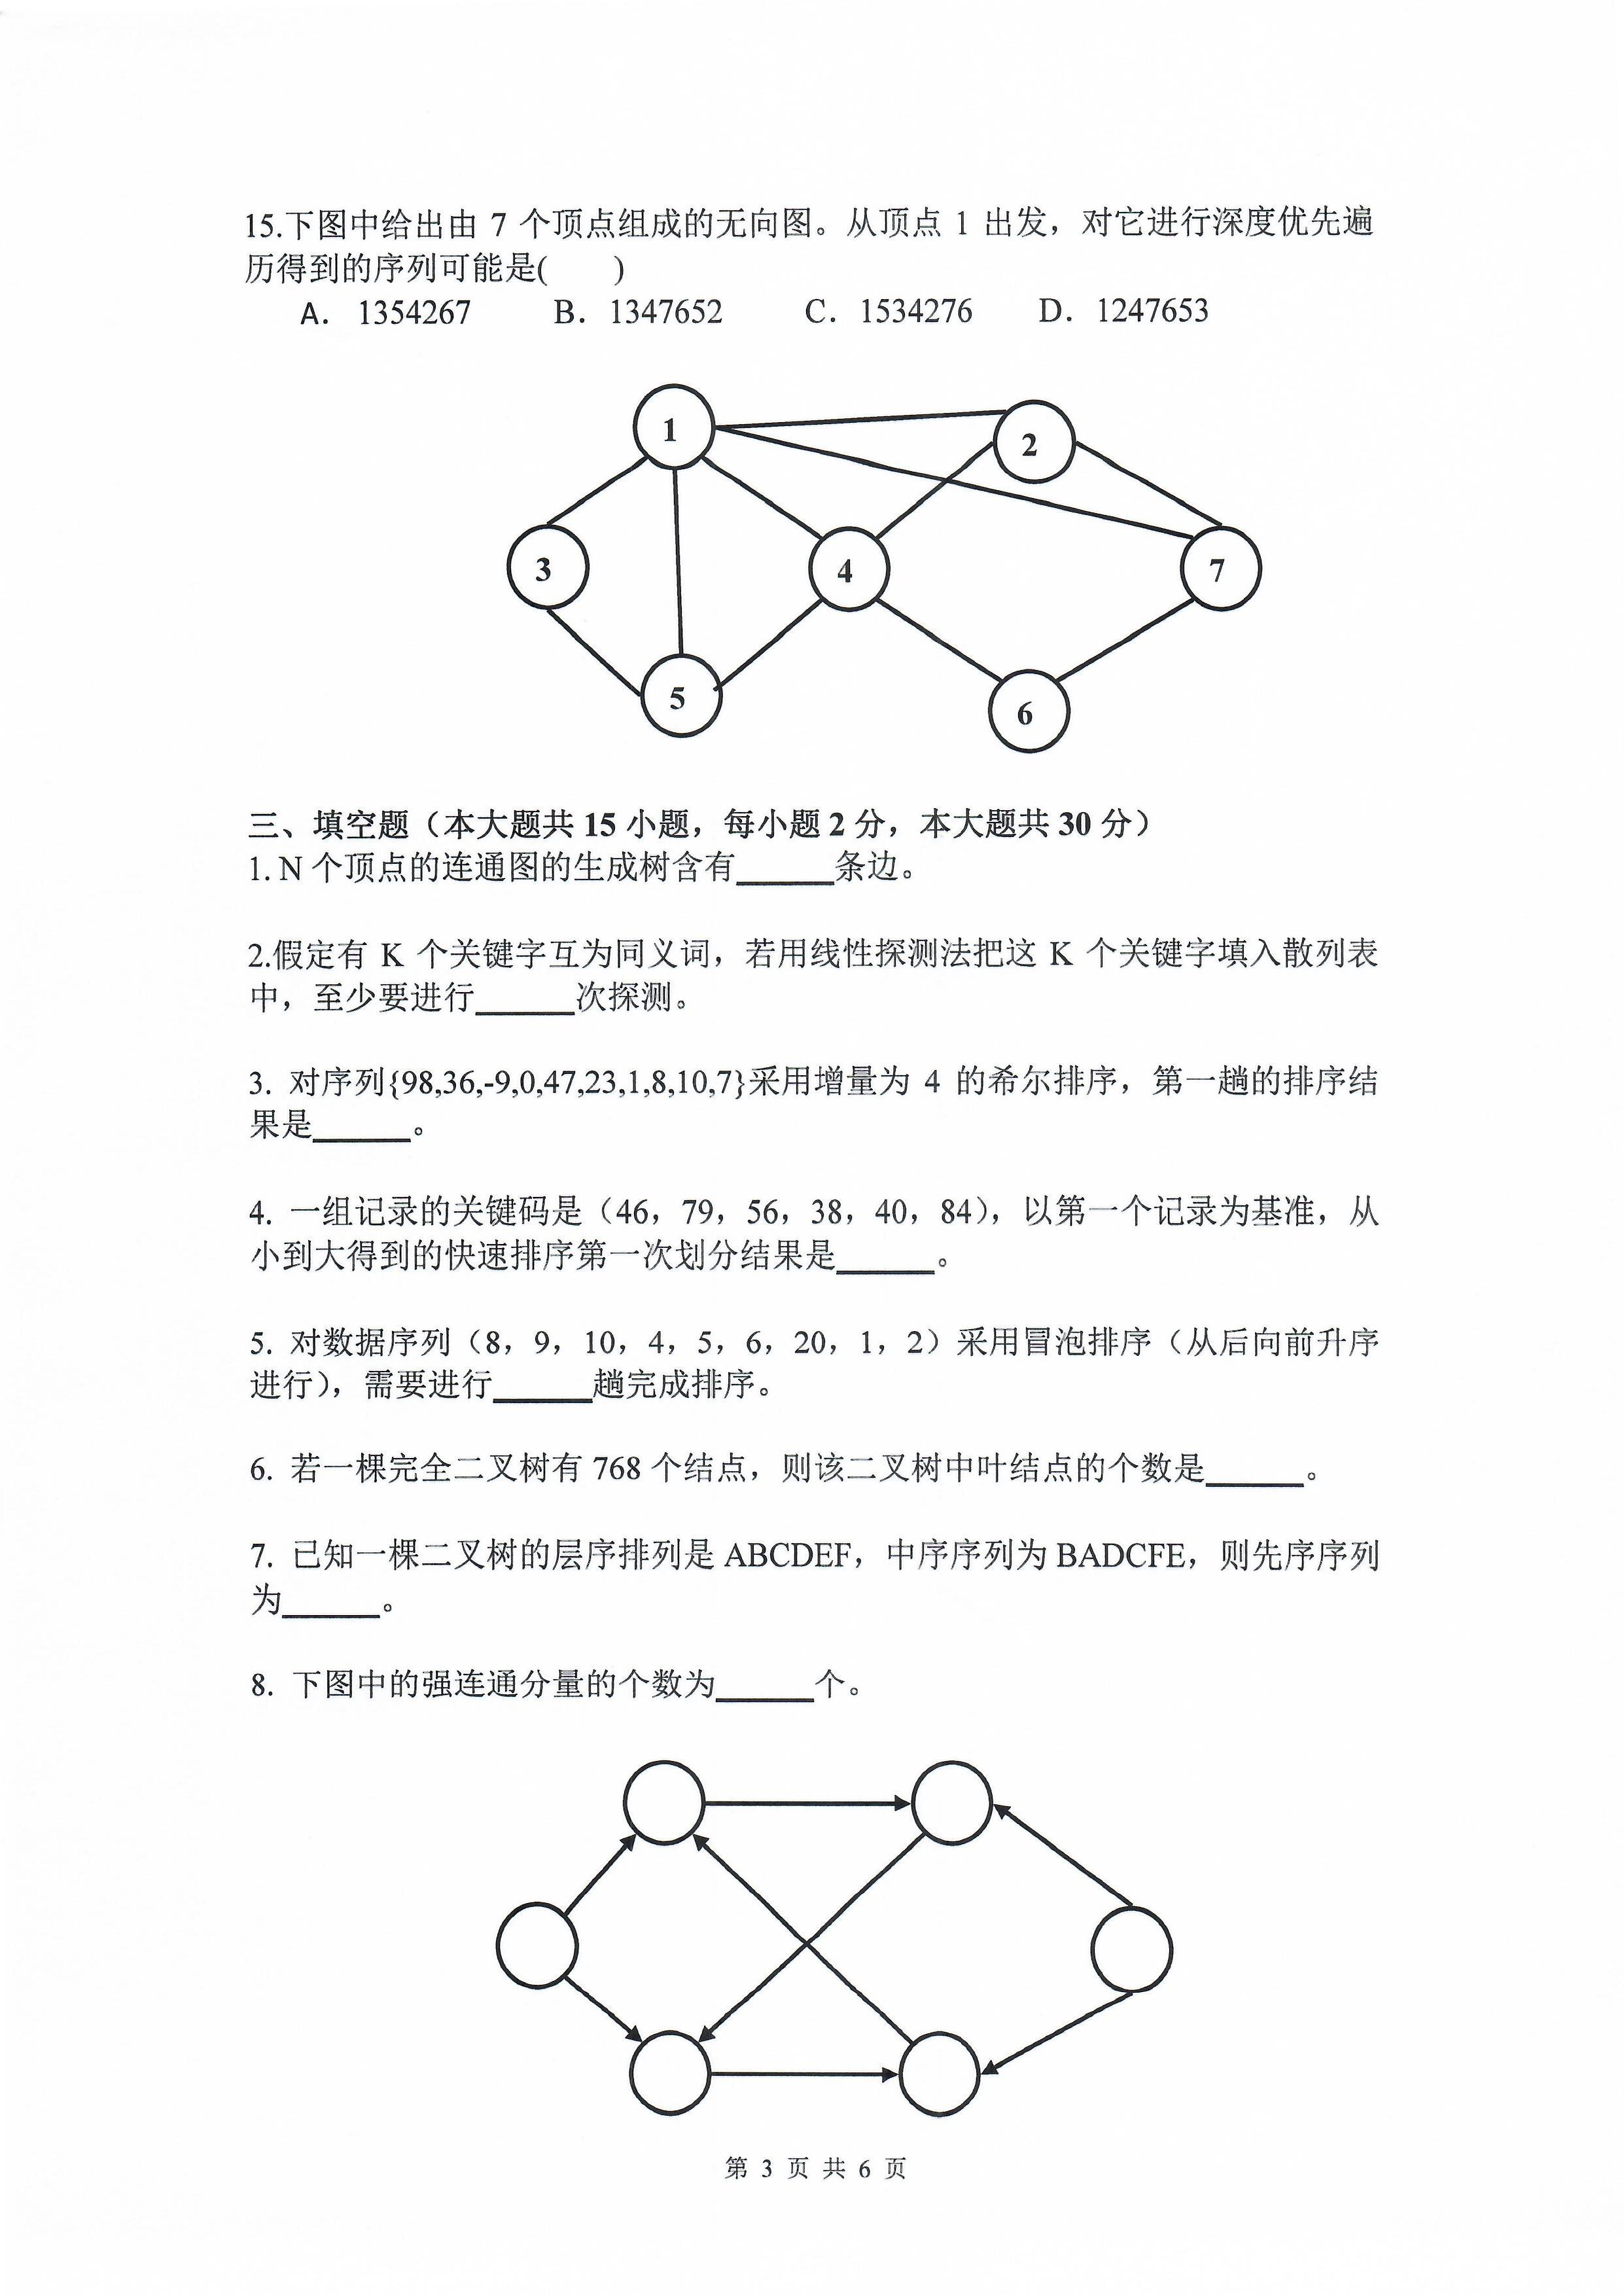 15.下图中给出由 7 个顶点组成的无向图。从顶点 1 出发，对它进行深度优先遍
历得到的序列可能是(    )
A. 1354267  B. 1347652  C. 1534276  D. 1247653
1
2
3
4
7
5
6
三、填空题（本大题共 15 小题，每小题 2 分，本大题共 30 分）
1. N 个顶点的连通图的生成树含有______条边。
2.假定有 K 个关键字互为同义词，若用线性探测法把这 K 个关键字填入散列表
中，至少要进行______次探测。
3. 对序列{98,36,-9,0,47,23,1,8,10,7}采用增量为 4 的希尔排序，第一趟的排序结
果是______。
4. 一组记录的关键码是（46，79，56，38，40，84），以第一个记录为基准，从
小到大得到的快速排序第一次划分结果是______。
5. 对数据序列（8，9，10，4，5，6，20，1，2）采用冒泡排序（从后向前升序
进行），需要进行______趟完成排序。
6. 若一棵完全二叉树有 768 个结点，则该二叉树中叶结点的个数是______。
7. 已知一棵二叉树的层序排列是 ABCDEF，中序序列为 BADCFE，则先序序列
为______。
8. 下图中的强连通分量的个数为______个。
第 3 页 共 6 页